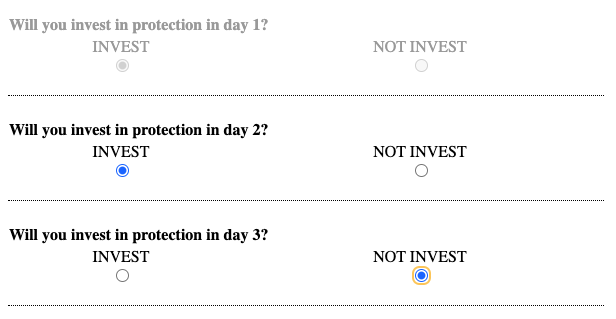 Will you invest in protection in day 1?
INVEST NOT INVEST
Will you invest in protection in day 2?
INVEST NOT INVEST
Will you invest in protection in day 3?
INVEST NOT INVEST